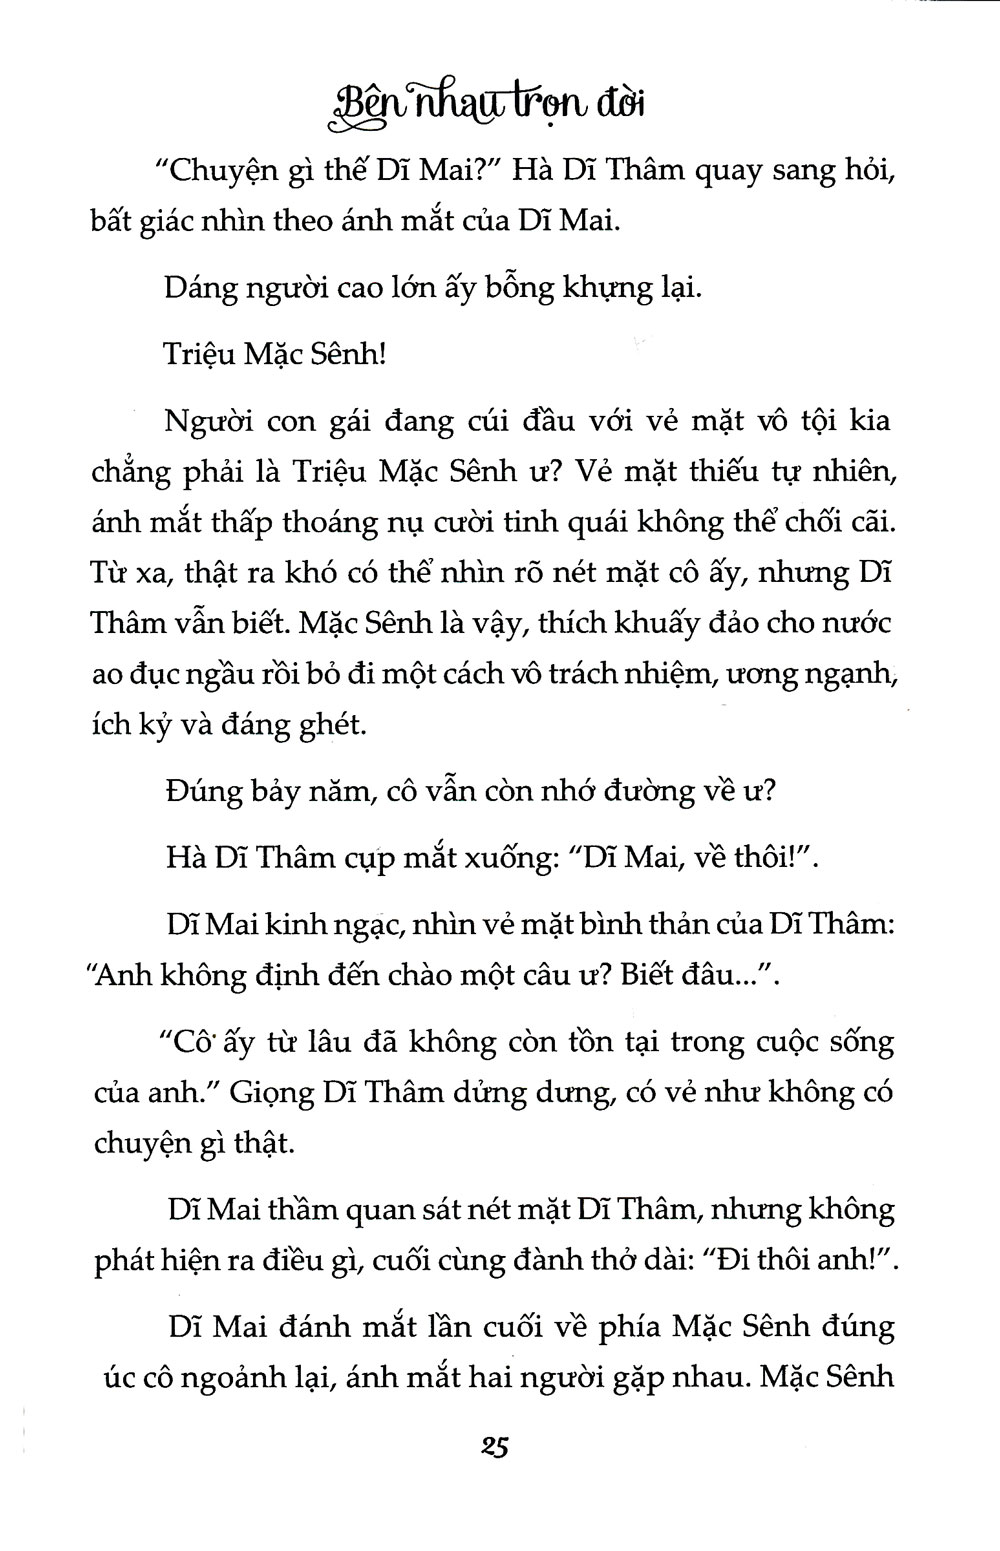 Bên nhau trọn đời
“Chuyện gì thế Dĩ Mai?” Hà Dĩ Thâm quay sang hỏi,
bất giác nhìn theo ánh mắt của Dĩ Mai.
Dáng người cao lớn ấy bỗng khựng lại.
Triệu Mặc Sênh!
Người con gái đang cúi đầu với vẻ mặt vô tội kia
chẳng phải là Triệu Mặc Sênh ư? Vẻ mặt thiếu tự nhiên,
ánh mắt thấp thoáng nụ cười tinh quái không thể chối cãi.
Từ xa, thật ra khó có thể nhìn rõ nét mặt cô ấy, nhưng Dĩ
Thâm vẫn biết. Mặc Sênh là vậy, thích khuấy đảo cho nước
ao đục ngầu rồi bỏ đi một cách vô trách nhiệm, ương ngạnh,
ích kỷ và đáng ghét.
Đúng bảy năm, cô vẫn còn nhớ đường về ư?
Hà Dĩ Thâm cụp mắt xuống: “Dĩ Mai, về thôi!”.
Dĩ Mai kinh ngạc, nhìn vẻ mặt bình thản của Dĩ Thâm:
“Anh không định đến chào một câu ư? Biết đâu...”.
“Cô ấy từ lâu đã không còn tồn tại trong cuộc sống
của anh.” Giọng Dĩ Thâm dửng dưng, có vẻ như không có
chuyện gì thật.
Dĩ Mai thầm quan sát nét mặt Dĩ Thâm, nhưng không
phát hiện ra điều gì, cuối cùng đành thở dài: “Đi thôi anh!”.
Dĩ Mai đánh mắt lần cuối về phía Mặc Sênh đúng
úc cô ngoảnh lại, ánh mắt hai người gặp nhau. Mặc Sênh
25